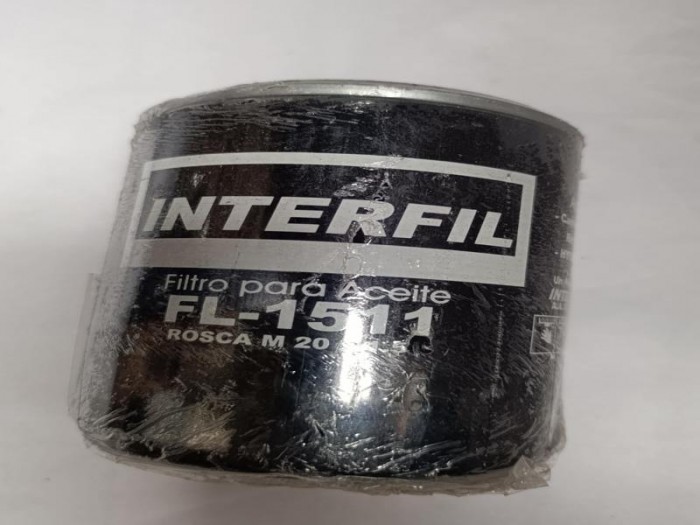 INTERFIL
Filtro para Aceite
FL-1511
ROSCA M 20